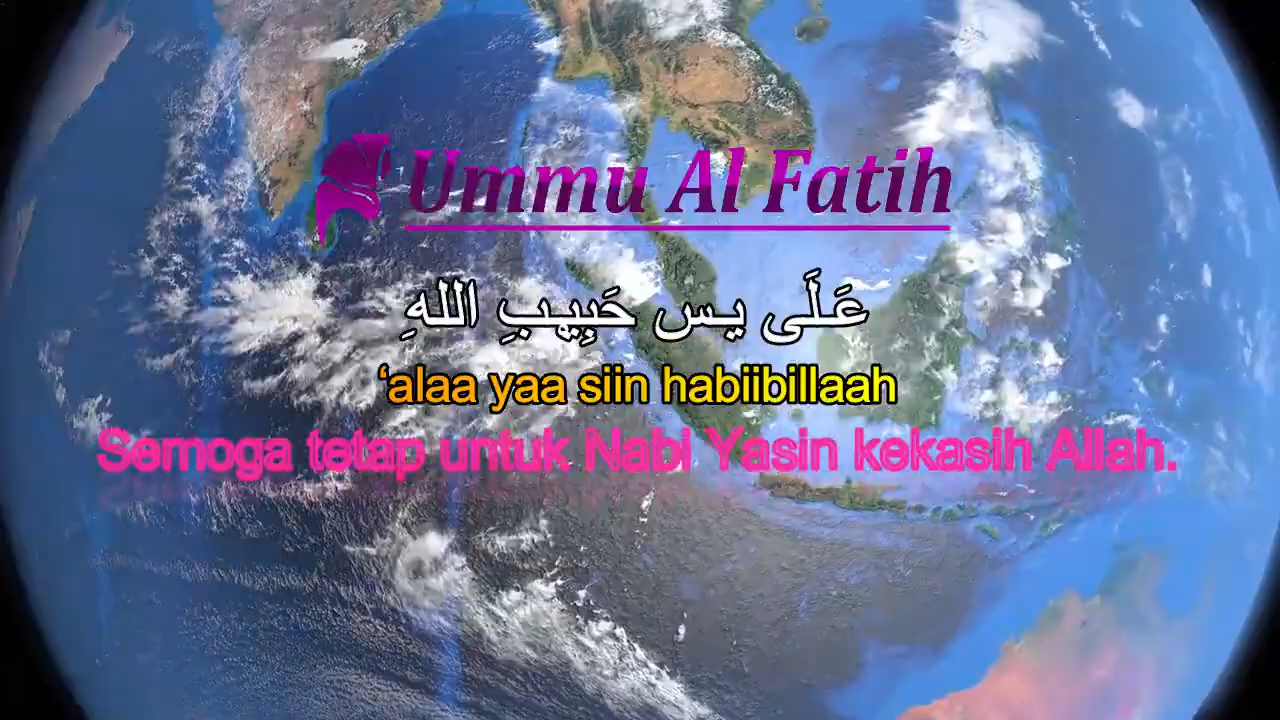 Ummu Al Fatih
عَلَى يس حَبِيبِ اللهِ
‘alaa yaa siin habiibillaah
Semoga tetap untuk Nabi Yasin kekasih Allah.